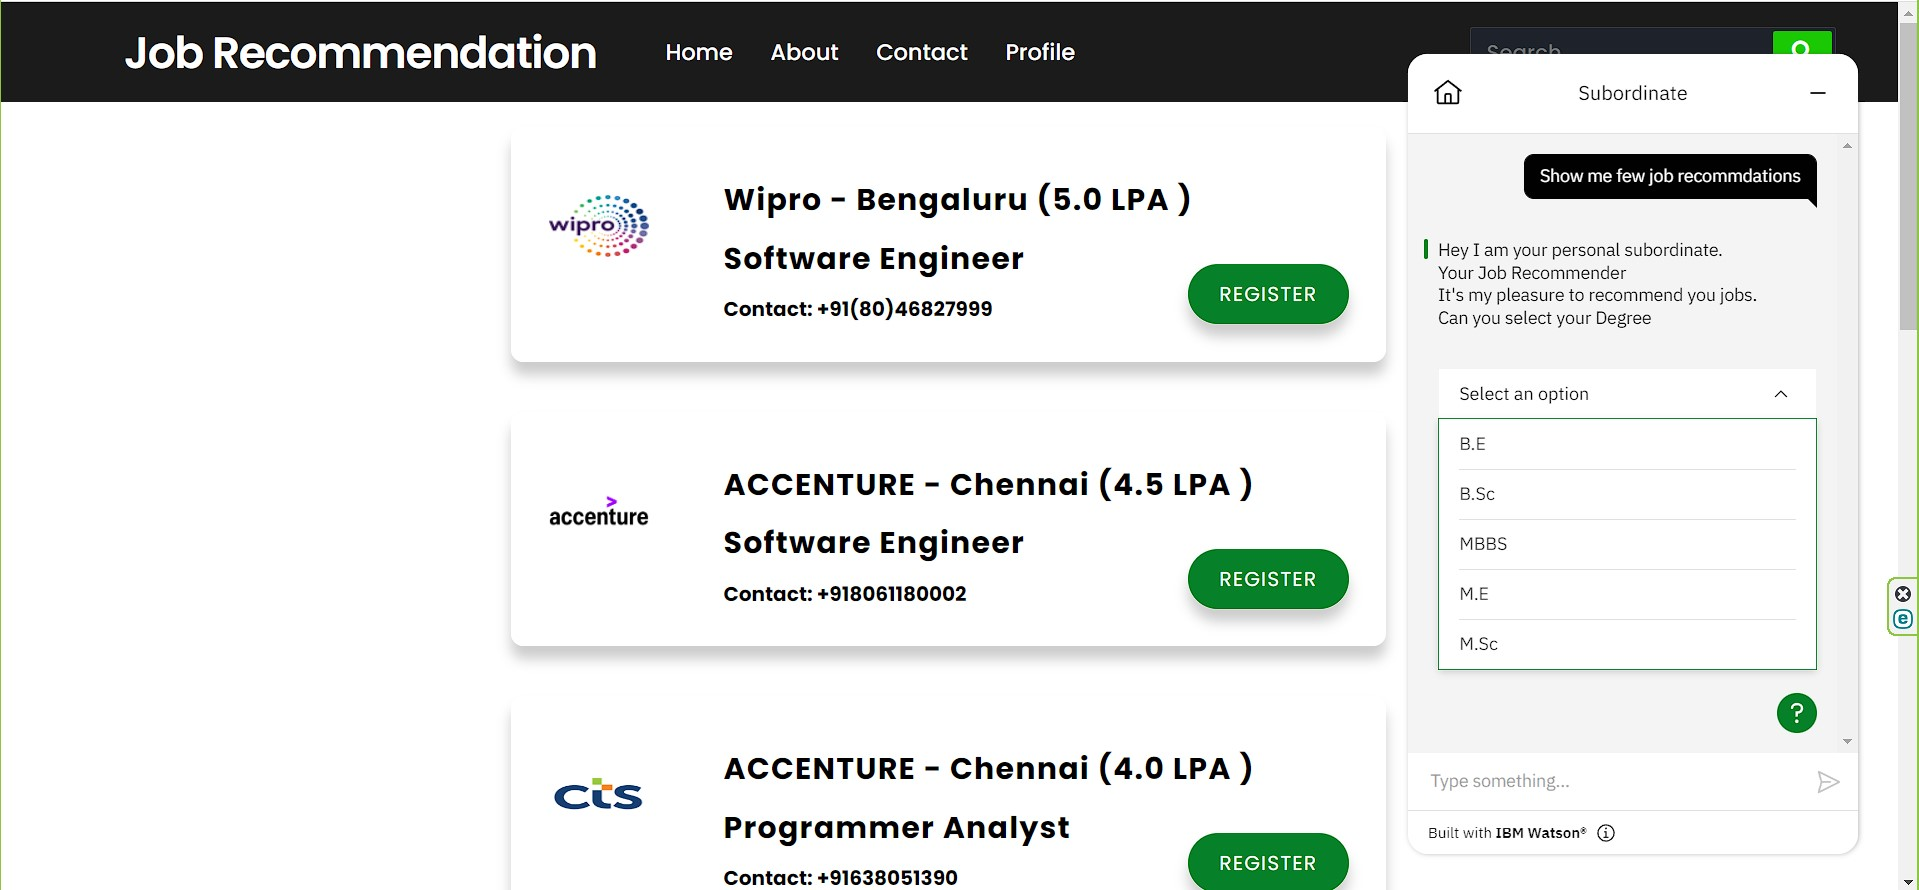 Job Recommendation
Home About Contact Profile
Search
wipro
Wipro - Bengaluru (5.0 LPA )
Software Engineer
Contact: +91(80)46827999
REGISTER
accenture
ACCENTURE - Chennai (4.5 LPA )
Software Engineer
Contact: +918061180002
REGISTER
cts
ACCENTURE - Chennai (4.0 LPA )
Programmer Analyst
Contact: +91638051390
REGISTER
Subordinate
Show me few job recommdations
Hey I am your personal subordinate.
Your Job Recommender
It's my pleasure to recommend you jobs.
Can you select your Degree
Select an option
B.E
B.Sc
MBBS
M.E
M.Sc
?
Type something...
Built with IBM Watson®
e